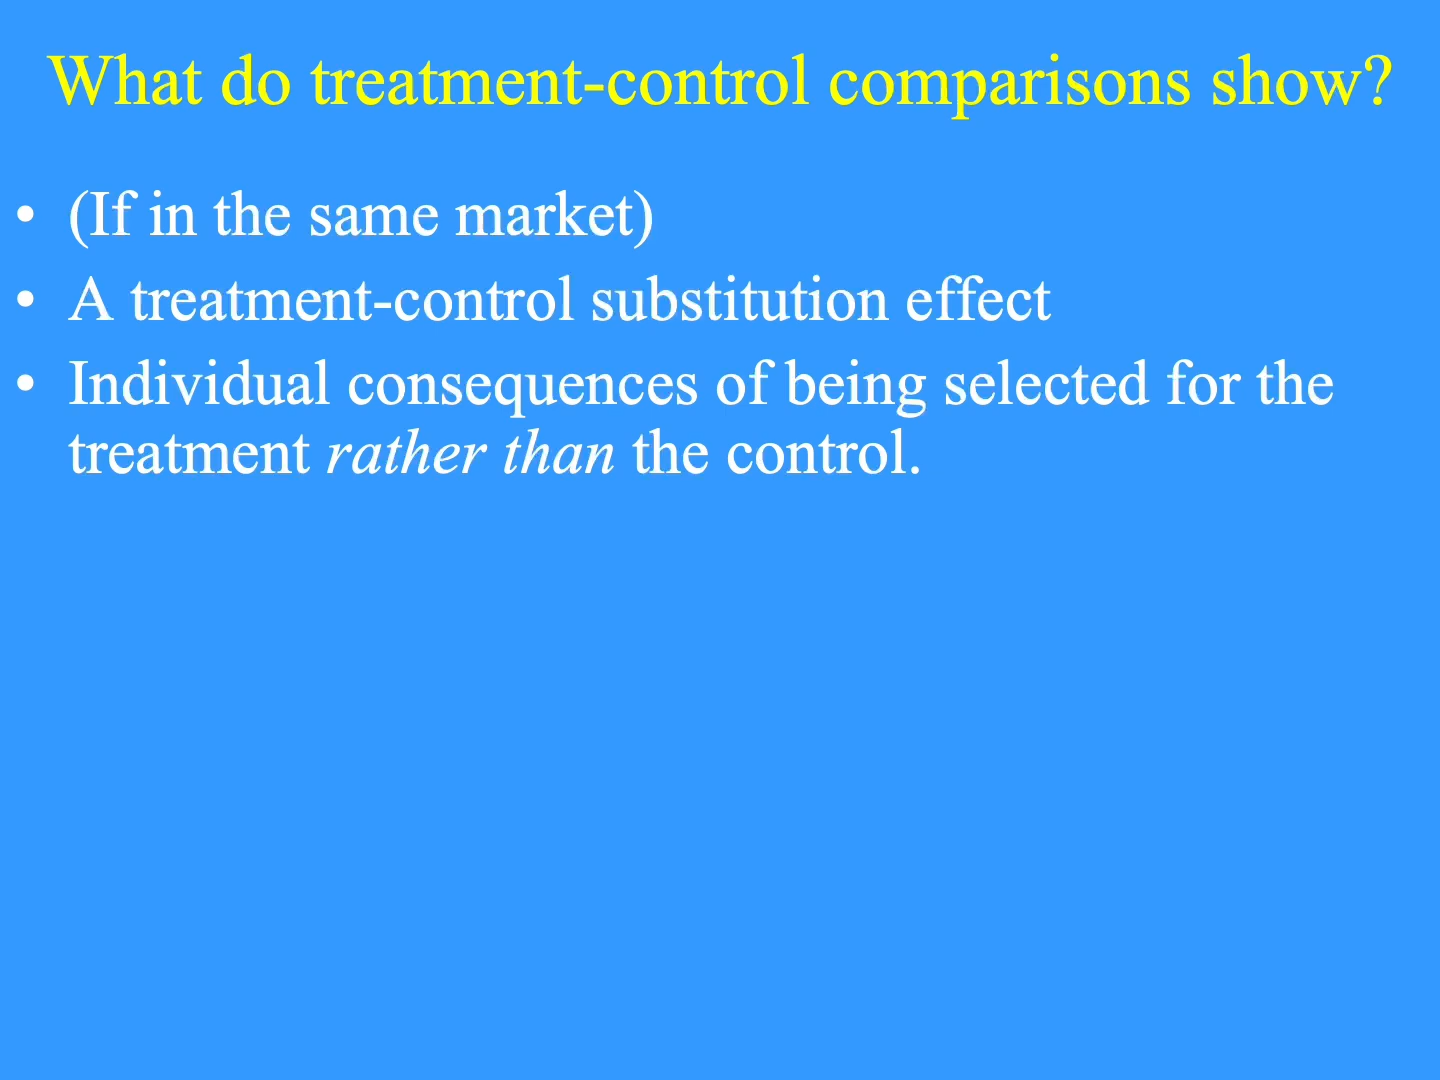 What do treatment-control comparisons show?
• (If in the same market)
• A treatment-control substitution effect
• Individual consequences of being selected for the
treatment rather than the control.